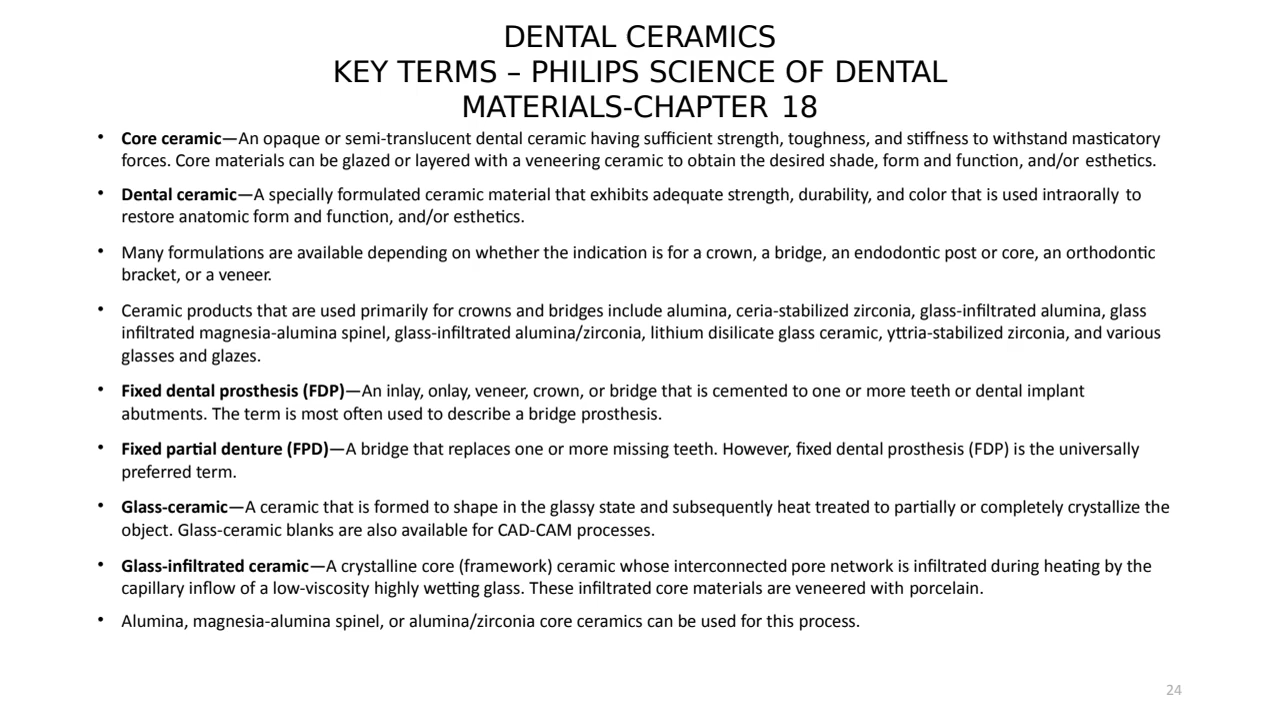 DENTAL CERAMICS
KEY TERMS – PHILIPS SCIENCE OF DENTAL
MATERIALS-CHAPTER 18
• Core ceramic—An opaque or semi-translucent dental ceramic having sufficient strength, toughness, and stiffness to withstand masticatory
forces. Core materials can be glazed or layered with a veneering ceramic to obtain the desired shade, form and function, and/or esthetics.
• Dental ceramic—A specially formulated ceramic material that exhibits adequate strength, durability, and color that is used intraorally to
restore anatomic form and function, and/or esthetics.
• Many formulations are available depending on whether the indication is for a crown, a bridge, an endodontic post or core, an orthodontic
bracket, or a veneer.
• Ceramic products that are used primarily for crowns and bridges include alumina, ceria-stabilized zirconia, glass-infiltrated alumina, glass
infiltrated magnesia-alumina spinel, glass-infiltrated alumina/zirconia, lithium disilicate glass ceramic, yttria-stabilized zirconia, and various
glasses and glazes.
• Fixed dental prosthesis (FDP)—An inlay, onlay, veneer, crown, or bridge that is cemented to one or more teeth or dental implant
abutments. The term is most often used to describe a bridge prosthesis.
• Fixed partial denture (FPD)—A bridge that replaces one or more missing teeth. However, fixed dental prosthesis (FDP) is the universally
preferred term.
• Glass-ceramic—A ceramic that is formed to shape in the glassy state and subsequently heat treated to partially or completely crystallize the
object. Glass-ceramic blanks are also available for CAD-CAM processes.
• Glass-infiltrated ceramic—A crystalline core (framework) ceramic whose interconnected pore network is infiltrated during heating by the
capillary inflow of a low-viscosity highly wetting glass. These infiltrated core materials are veneered with porcelain.
• Alumina, magnesia-alumina spinel, or alumina/zirconia core ceramics can be used for this process.
24